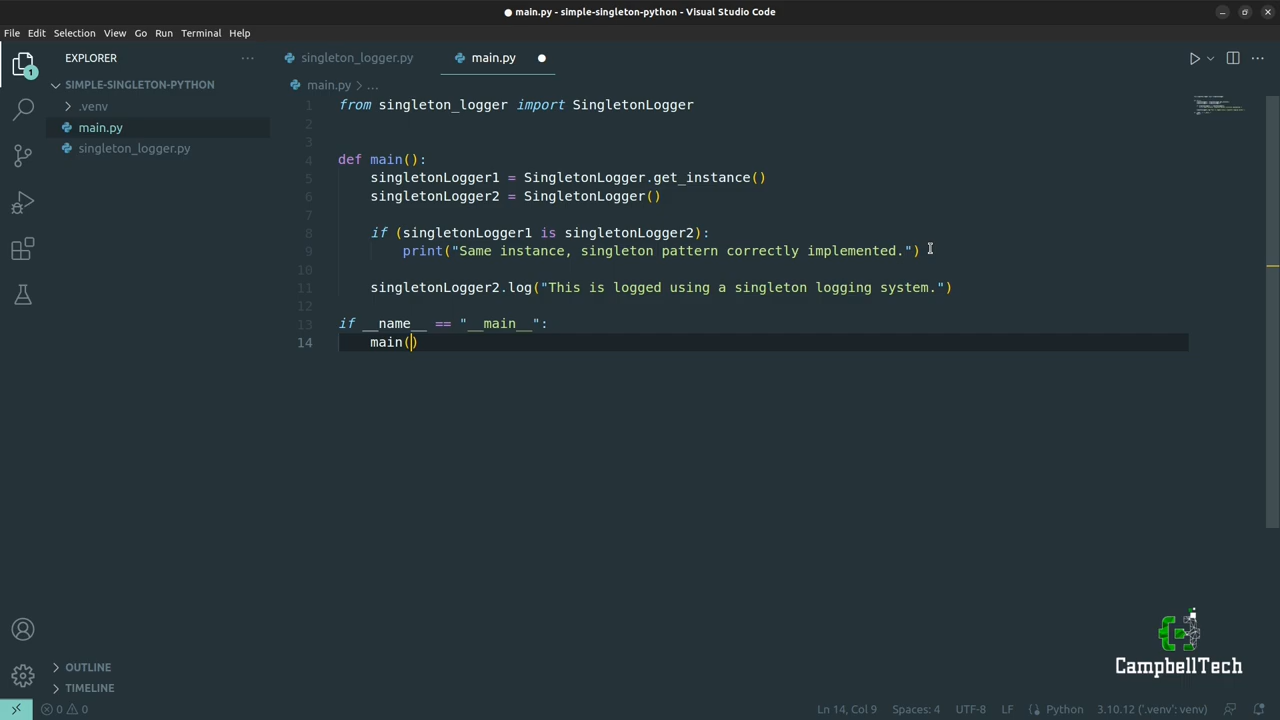 ● main.py - simple-singleton-python - Visual Studio Code
File Edit Selection View Go Run Terminal Help
EXPLORER
singleton_logger.py
main.py
SIMPLE-SINGLETON-PYTHON
main.py > ...
.venv
main.py
singleton_logger.py
1 from singleton_logger import SingletonLogger
2
3
4 def main():
5 singletonLogger1 = SingletonLogger.get_instance()
6 singletonLogger2 = SingletonLogger()
7
8 if (singletonLogger1 is singletonLogger2):
9 print("Same instance, singleton pattern correctly implemented.")
10
11 singletonLogger2.log("This is logged using a singleton logging system.")
12
13 if __name__ == "__main__":
14 main()
1
CampbellTech
OUTLINE
TIMELINE
0 0
Ln 14, Col 9 Spaces: 4 UTF-8 LF Python 3.10.12 ('.venv': venv)